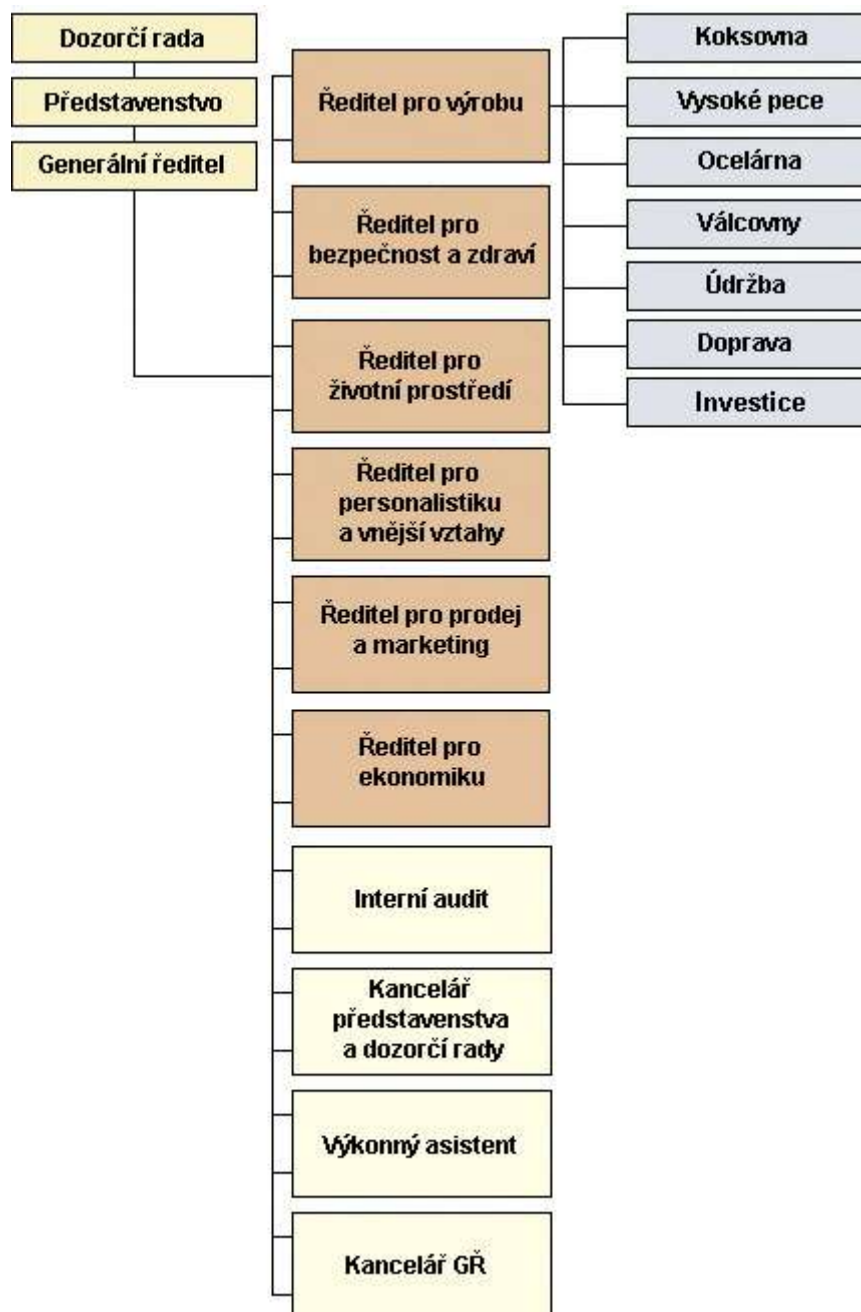 Dozorčí rada
Představenstvo
Generální ředitel
Ředitel pro výrobu
Ředitel pro
bezpečnost a zdraví
Ředitel pro
životní prostředí
Ředitel pro
personalistiku
a vnější vztahy
Ředitel pro prodej
a marketing
Ředitel pro
ekonomiku
Interní audit
Kancelář
představenstva
a dozorčí rady
Výkonný asistent
Kancelář GŘ
Koksovna
Vysoké pece
Ocelárna
Válcovny
Údržba
Doprava
Investice